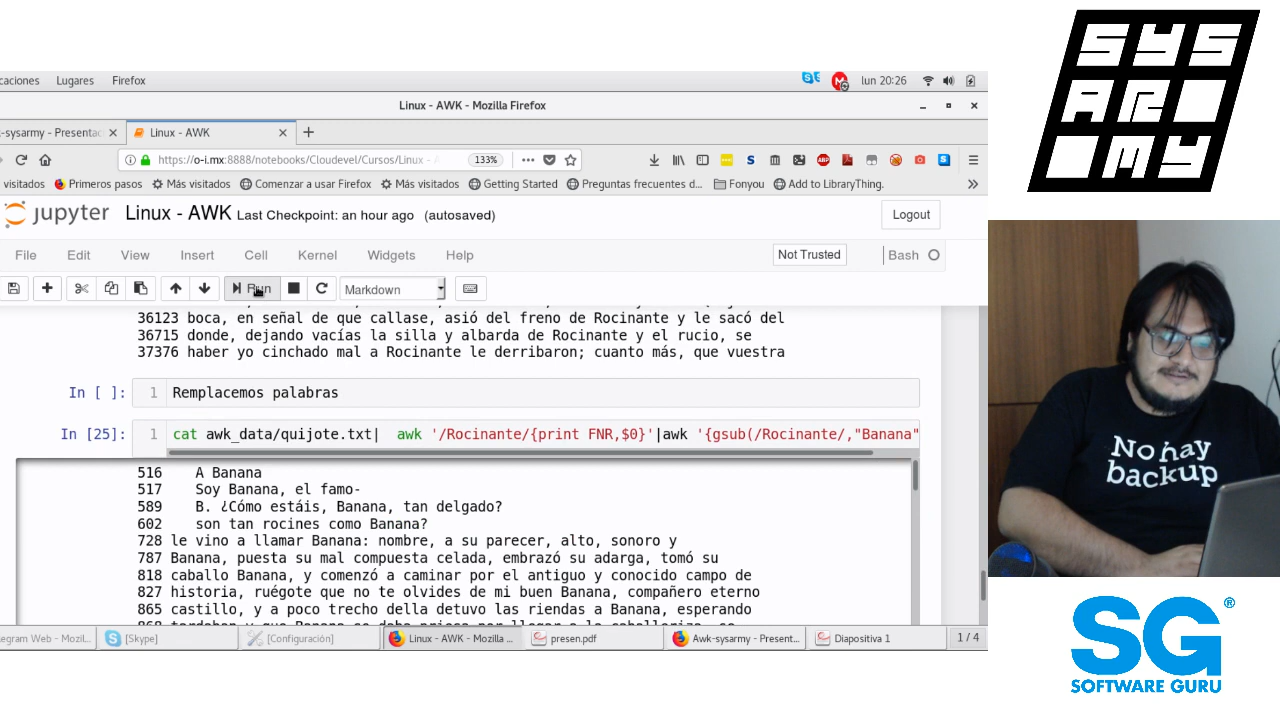 caciones Lugares Firefox lun 20:26
Linux - AWK - Mozilla Firefox
-sysarmy - Presentac Linux - AWK
https://o-i.mx:8888/notebooks/Cloudevel/Cursos/Linux - A 133%
visitados Primeros pasos Más visitados Comenzar a usar Firefox Más visitados Getting Started Preguntas frecuentes d... Fonyou Add to LibraryThing.
jupyter Linux - AWK Last Checkpoint: an hour ago (autosaved) Logout
File Edit View Insert Cell Kernel Widgets Help Not Trusted Bash
Run Markdown
36123 boca, en señal de que callase, asió del freno de Rocinante y le sacó del
36715 donde, dejando vacías la silla y albarda de Rocinante y el rucio, se
37376 haber yo cinchado mal a Rocinante le derribaron; cuanto más, que vuestra
In [ ]: 1 Remplacemos palabras
In [25]: 1 cat awk_data/quijote.txt| awk '/Rocinante/{print FNR,$0}'|awk '{gsub(/Rocinante/,"Banana"
516 A Banana
517 Soy Banana, el famo-
589 B. ¿Cómo estáis, Banana, tan delgado?
602 son tan rocines como Banana?
728 le vino a llamar Banana: nombre, a su parecer, alto, sonoro y
787 Banana, puesta su mal compuesta celada, embrazó su adarga, tomó su
818 caballo Banana, y comenzó a caminar por el antiguo y conocido campo de
827 historia, ruégote que no te olvides de mi buen Banana, compañero eterno
865 castillo, y a poco trecho della detuvo las riendas a Banana, esperando
legram Web - Mozil... [Skype] [Configuración] Linux - AWK - Mozilla ... presen.pdf Awk-sysarmy - Present... Diapositiva 1 1 / 4
SYS
AR
MY
No hay
backup
SG®
SOFTWARE GURU